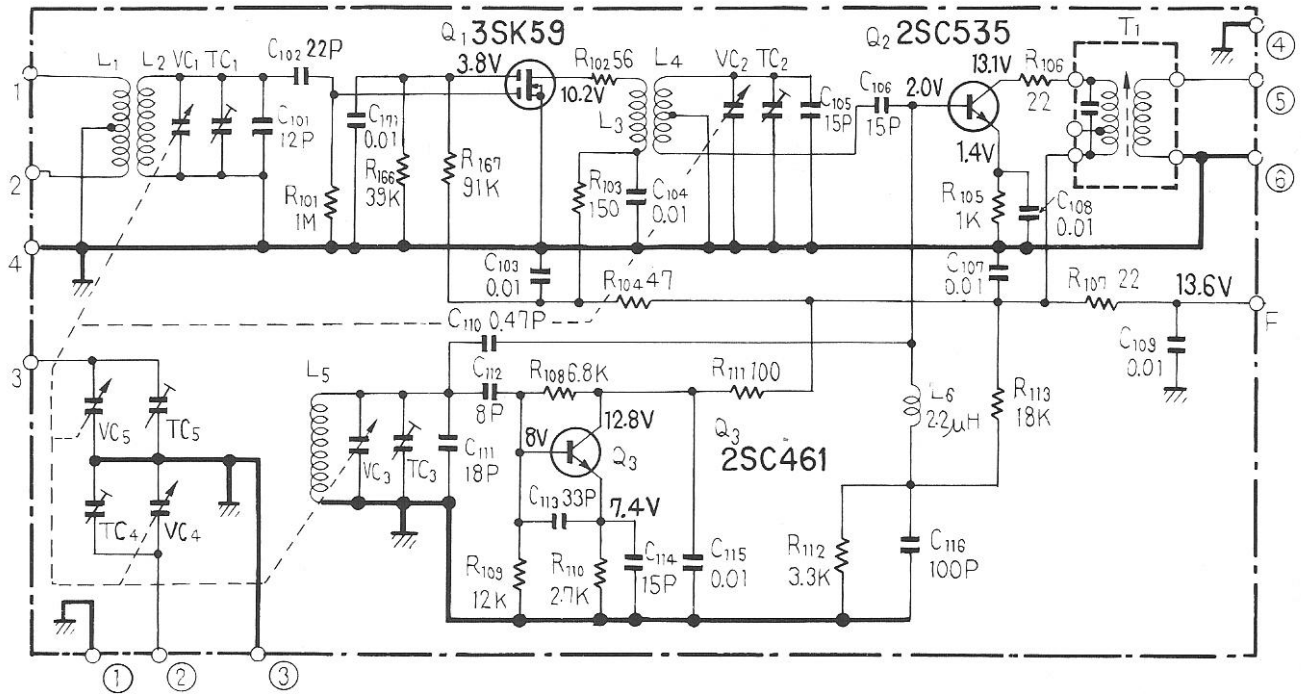 Q1 3SK59
Q2 2SC535
T1
④
L1
L2
VC1
TC1
C102 22P
3.8V
R102 56
10.2V
L4
VC2
TC2
C106
15P
2.0V
13.1V
R106
22
1
⑤
C101
12P
C171
0.01
L3
C105
15P
1.4V
2
R166
39K
R167
91K
R101
1M
R103
150
C104
0.01
R105
1K
C108
0.01
⑥
4
C103
0.01
R104 47
C107
0.01
R107 22
13.6V
F
C110 0.47P
C109
0.01
3
L5
C112
8P
R108 6.8K
R111 100
L6
2.2μH
R113
18K
VC5
TC5
12.8V
8V
Q3
Q3
2SC461
VC3
TC3
C111
18P
C113 33P
7.4V
TC4
VC4
R109
12K
R110
2.7K
C114
15P
C115
0.01
R112
3.3K
C116
100P
①
②
③